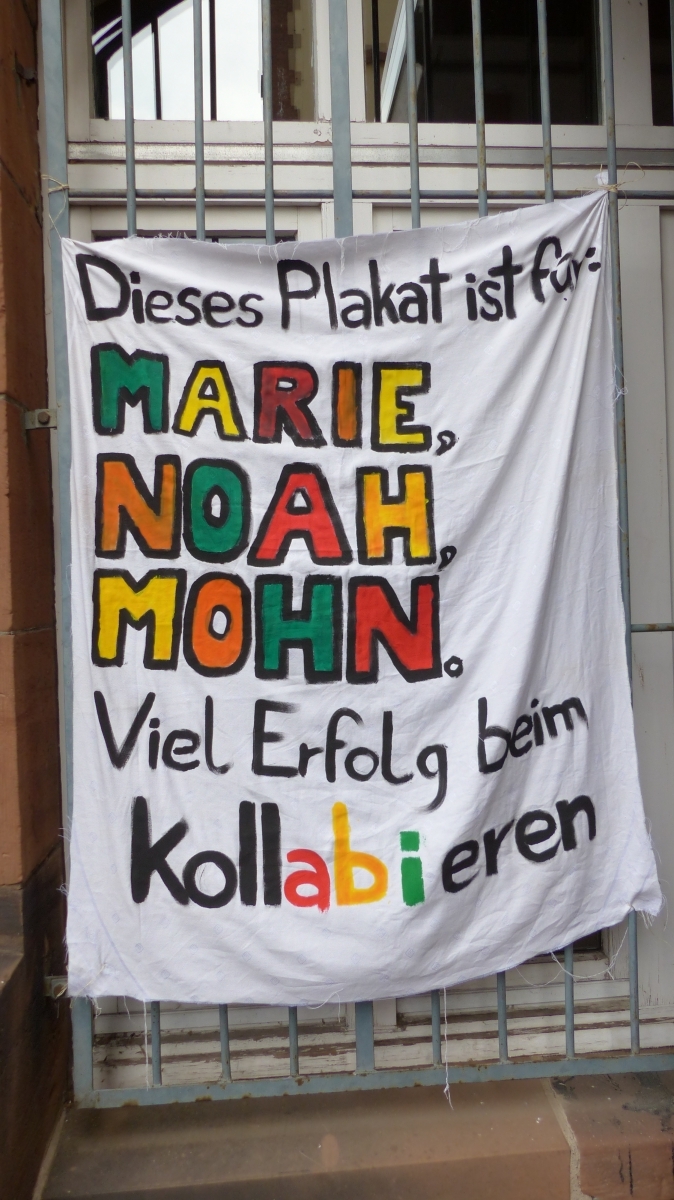 Dieses Plakat ist für:
MARIE,
NOAH,
MOHN.
Viel Erfolg beim
Kollabieren